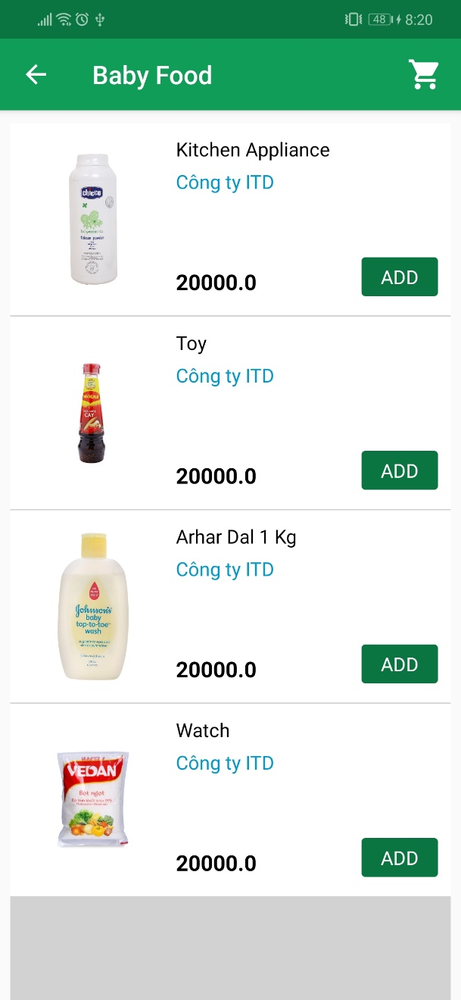 48 8:20
Baby Food
Kitchen Appliance
Công ty ITD
chicco
Talcum powder
20000.0
ADD
Toy
Công ty ITD
MAGGI
CAY
20000.0
ADD
Arhar Dal 1 Kg
Công ty ITD
Johnson's
baby
top-to-toe
wash
20000.0
ADD
Watch
Công ty ITD
VEDAN
Bột ngọt
20000.0
ADD